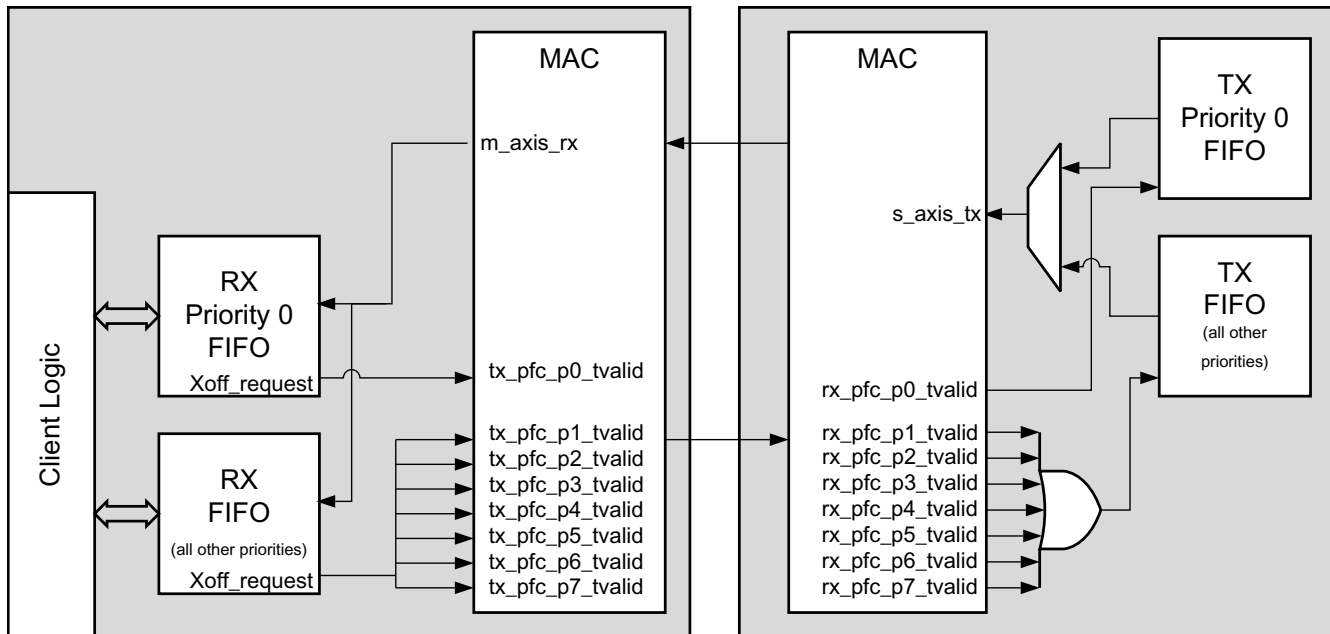 MAC
m_axis_rx
RX
Priority 0
FIFO
Xoff_request
RX
FIFO
(all other priorities)
Xoff_request
Client Logic
tx_pfc_p0_tvalid
tx_pfc_p1_tvalid
tx_pfc_p2_tvalid
tx_pfc_p3_tvalid
tx_pfc_p4_tvalid
tx_pfc_p5_tvalid
tx_pfc_p6_tvalid
tx_pfc_p7_tvalid
MAC
s_axis_tx
rx_pfc_p0_tvalid
rx_pfc_p1_tvalid
rx_pfc_p2_tvalid
rx_pfc_p3_tvalid
rx_pfc_p4_tvalid
rx_pfc_p5_tvalid
rx_pfc_p6_tvalid
rx_pfc_p7_tvalid
TX
Priority 0
FIFO
TX
FIFO
(all other
priorities)